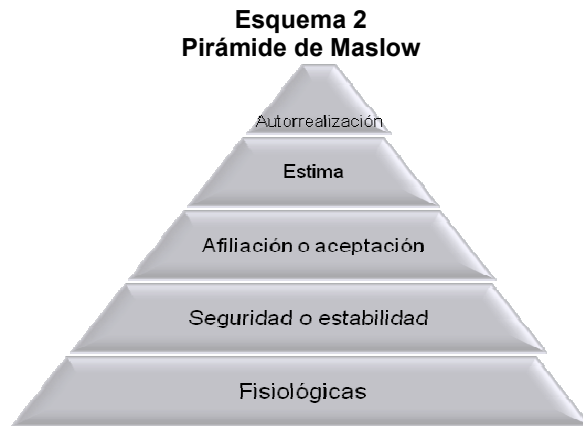 Esquema 2
Pirámide de Maslow
Autorrealización
Estima
Afiliación o aceptación
Seguridad o estabilidad
Fisiológicas